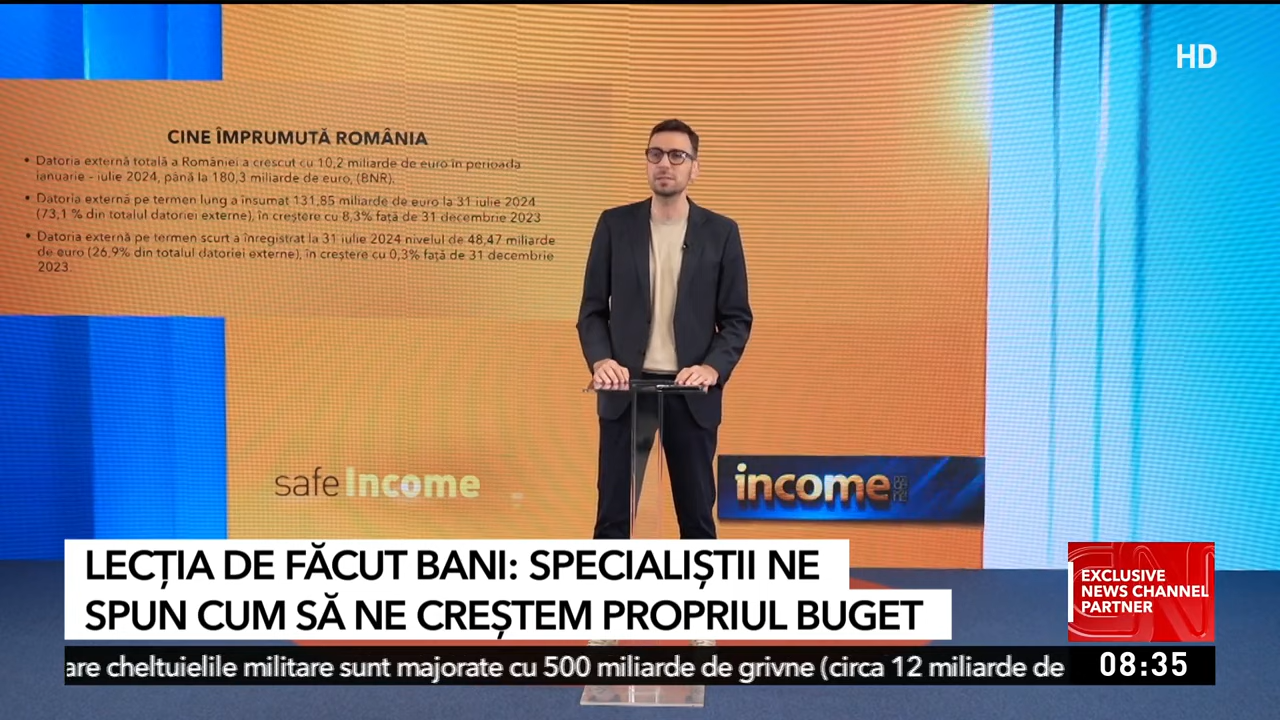 HD
CINE ÎMPRUMUTĂ ROMÂNIA
• Datoria externă totală a României a crescut cu 10,2 miliarde de euro în perioada
ianuarie - iulie 2024, până la 180,3 miliarde de euro, (BNR).
• Datoria externă pe termen lung a însumat 131,85 miliarde de euro la 31 iulie 2024
(73,1 % din totalul datoriei externe), în creștere cu 8,3% față de 31 decembrie 2023
• Datoria externă pe termen scurt a înregistrat la 31 iulie 2024 nivelul de 48,47 miliarde
de euro (26,9% din totalul datoriei externe), în creștere cu 0,3% față de 31 decembrie
2023.
safe Income
income
LECȚIA DE FĂCUT BANI: SPECIALIȘTII NE
SPUN CUM SĂ NE CREȘTEM PROPRIUL BUGET
EXCLUSIVE
NEWS CHANNEL
PARTNER
are cheltuielile militare sunt majorate cu 500 miliarde de grivne (circa 12 miliarde de
08:35